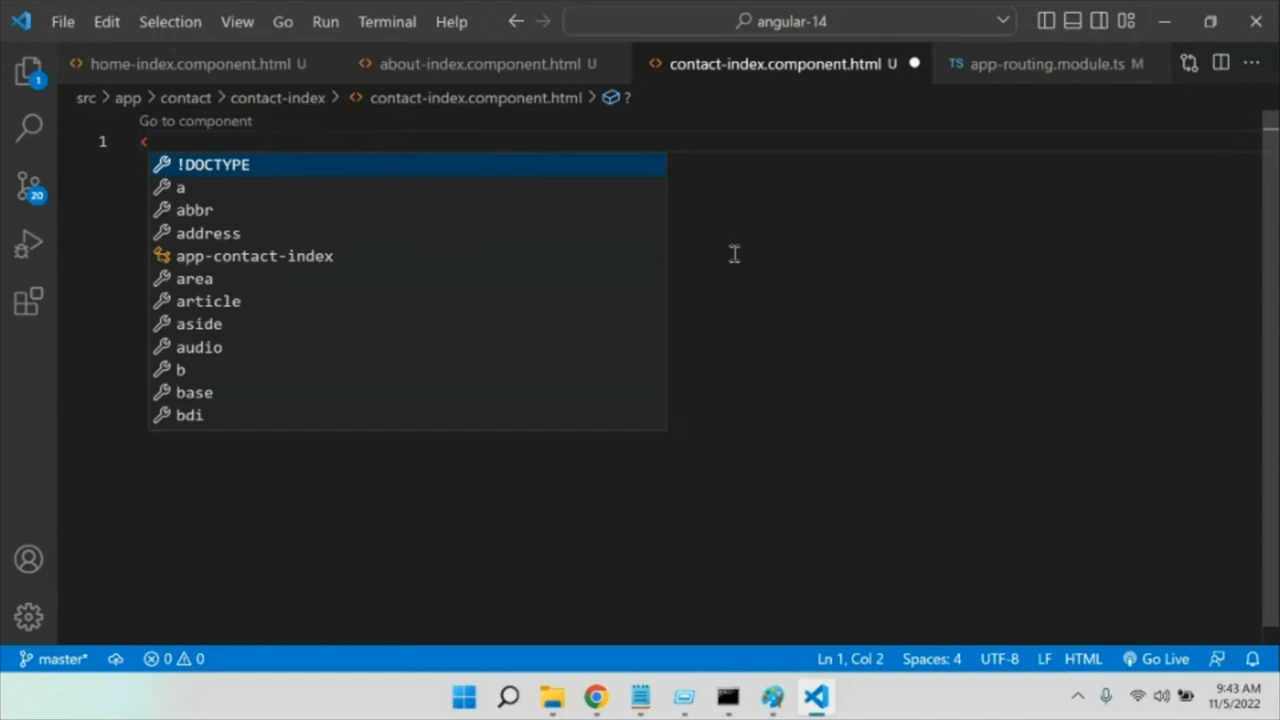 File Edit Selection View Go Run Terminal Help angular-14
home-index.component.html U about-index.component.html U contact-index.component.html U TS app-routing.module.ts M
1
src > app > contact > contact-index > contact-index.component.html > ?
Go to component
1 <
!DOCTYPE
a
abbr
address
app-contact-index
area
article
aside
audio
b
base
bdi
20
master* 0 0 Ln 1, Col 2 Spaces: 4 UTF-8 LF HTML Go Live
9:43 AM
11/5/2022